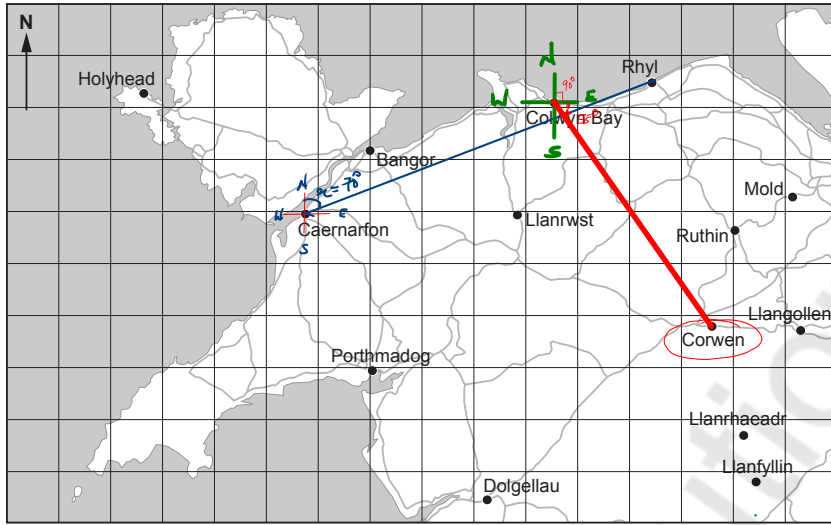 N
Holyhead
N
Rhyl
90°
W
E
Colwyn Bay
S
Bangor
N
x = 70°
W
E
Caernarfon
S
Llanrwst
Mold
Ruthin
Llangollen
Corwen
Porthmadog
Llanrhaeadr
Llanfyllin
Dolgellau